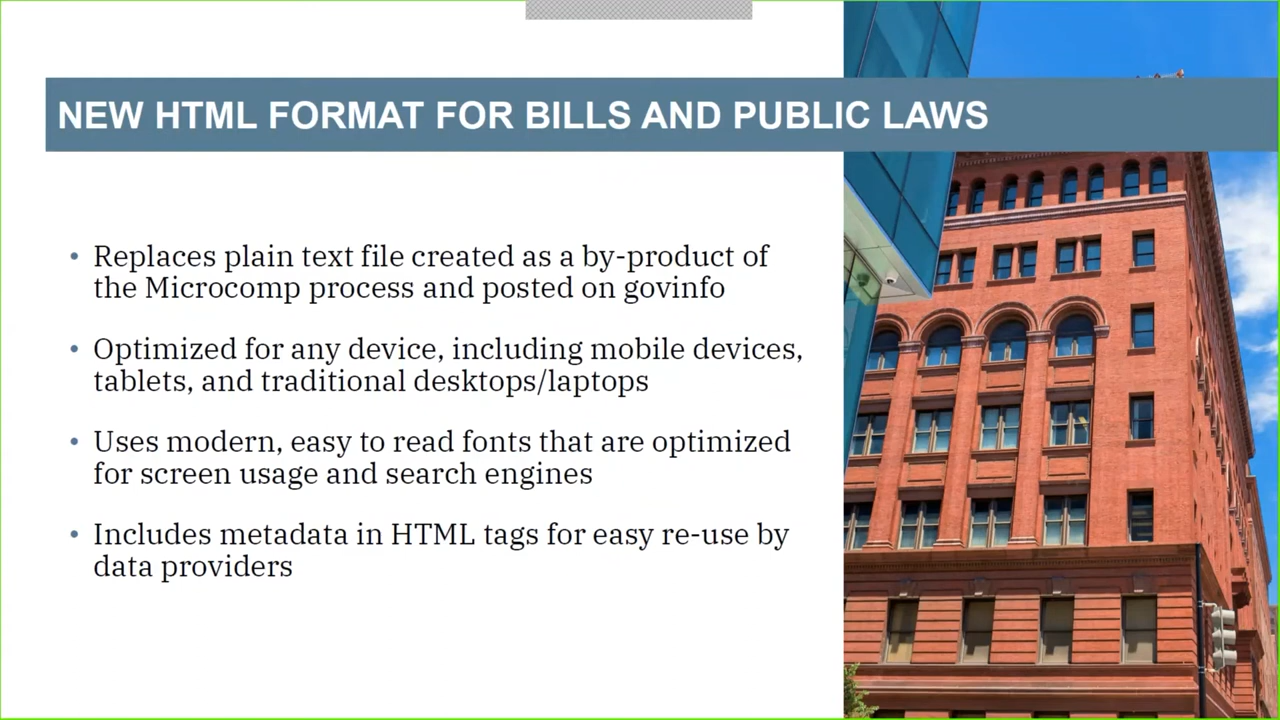 NEW HTML FORMAT FOR BILLS AND PUBLIC LAWS
• Replaces plain text file created as a by-product of
the Microcomp process and posted on govinfo
• Optimized for any device, including mobile devices,
tablets, and traditional desktops/laptops
• Uses modern, easy to read fonts that are optimized
for screen usage and search engines
• Includes metadata in HTML tags for easy re-use by
data providers